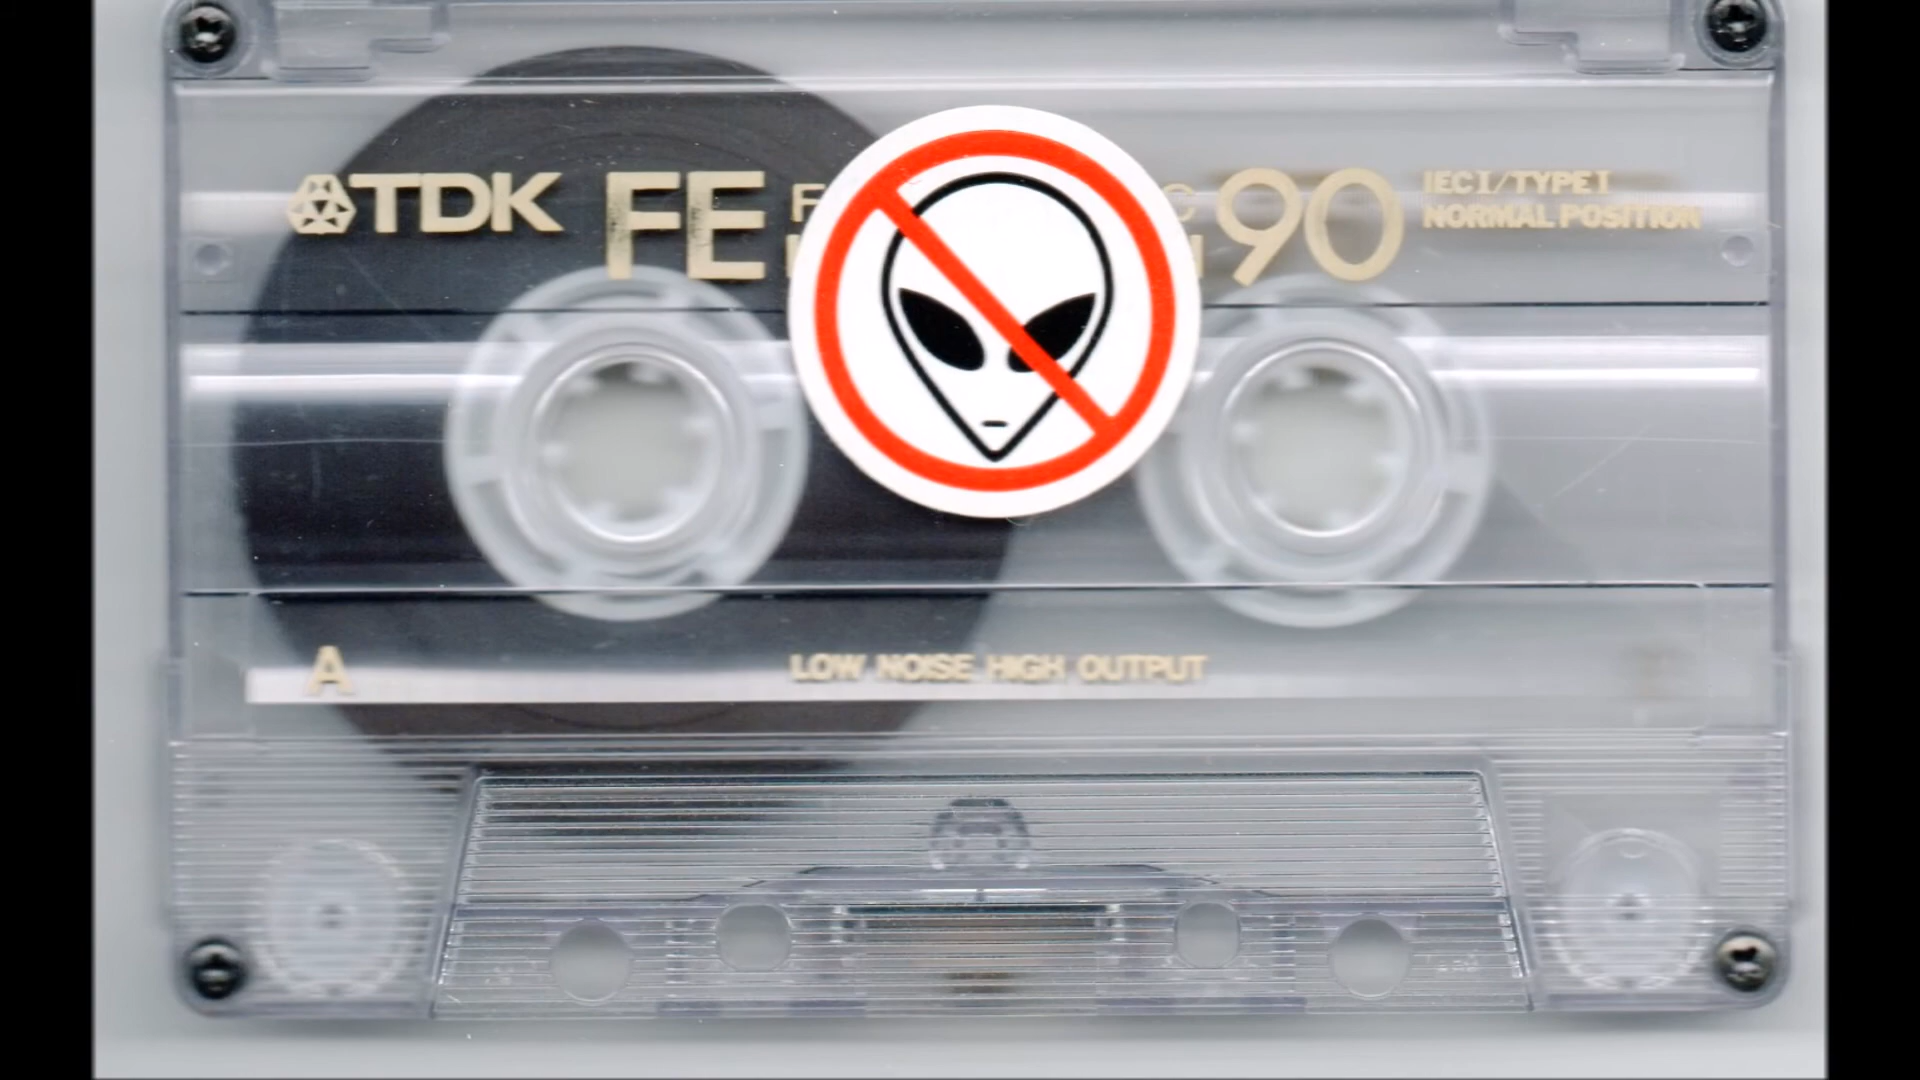 TDK FE 90
IEC I/TYPE I
NORMAL POSITION
A
LOW NOISE HIGH OUTPUT